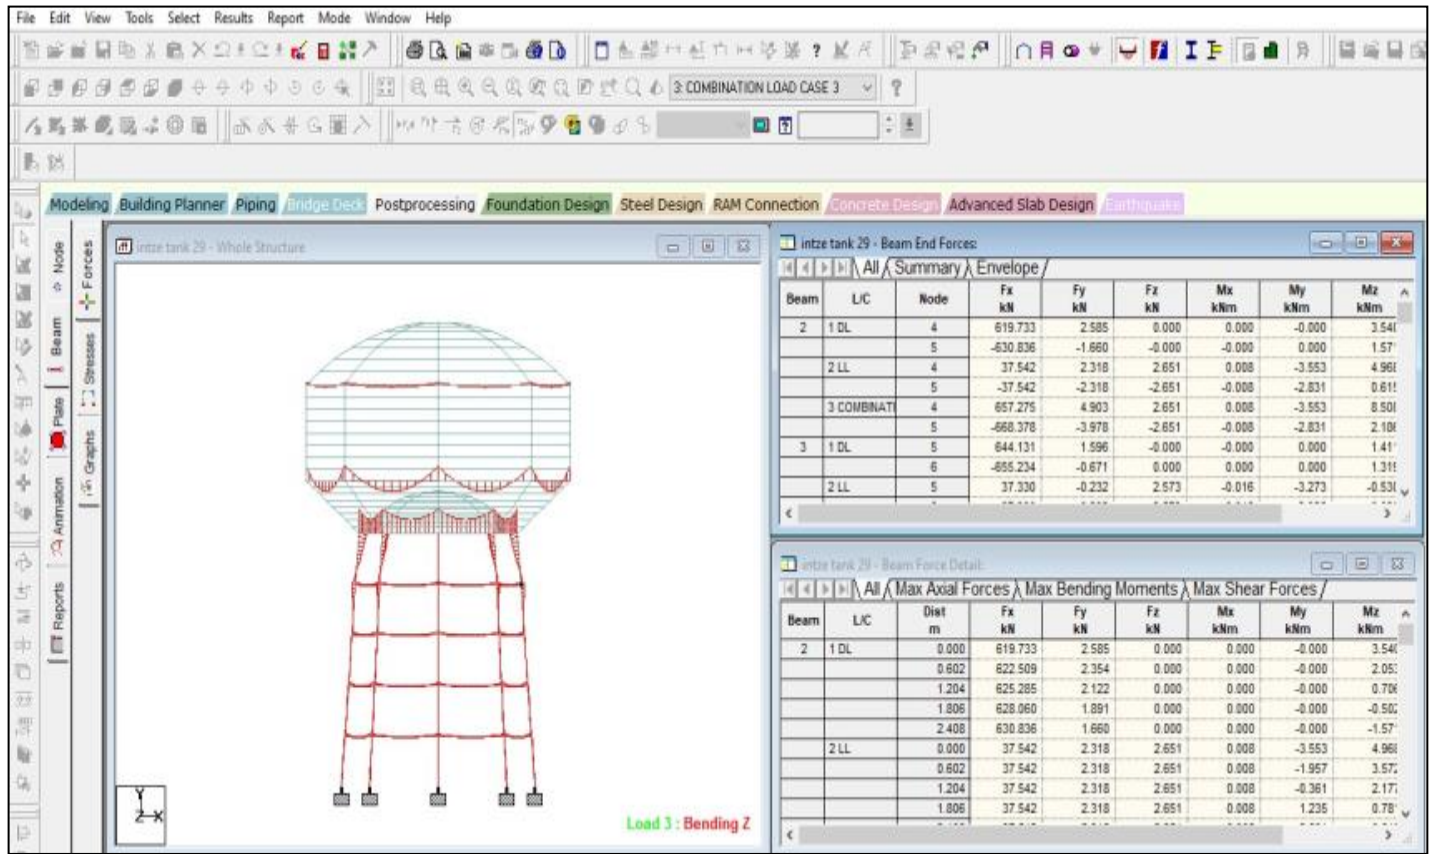 File Edit View Tools Select Results Report Mode Window Help
3: COMBINATION LOAD CASE 3
Modeling Building Planner Piping Bridge Deck Postprocessing Foundation Design Steel Design RAM Connection Concrete Design Advanced Slab Design Earthquake
Node
Beam
Plate
Animation
Reports
Forces
Stresses
Graphs
intze tank 29 - Whole Structure
Y
Z X
Load 3 : Bending Z
intze tank 29 - Beam End Forces:
All Summary Envelope
Beam L/C Node Fx kN Fy kN Fz kN Mx kNm My kNm Mz kNm
2 1 DL 4 619.733 2.585 0.000 0.000 -0.000
5 -630.836 -1.660 -0.000 -0.000 0.000
2 LL 4 37.542 2.318 2.651 0.008 -3.553
5 -37.542 -2.318 -2.651 -0.008 -2.831
3 COMBINATI 4 657.275 4.903 2.651 0.008 -3.553
5 -668.378 -3.978 -2.651 -0.008 -2.831
3 1 DL 5 644.131 1.596 -0.000 -0.000 0.000
6 -655.234 -0.671 0.000 0.000 0.000
2 LL 5 37.330 -0.232 2.573 -0.016 -3.273
intze tank 29 - Beam Force Detail:
All Max Axial Forces Max Bending Moments Max Shear Forces
Beam L/C Dist m Fx kN Fy kN Fz kN Mx kNm My kNm Mz kNm
2 1 DL 0.000 619.733 2.585 0.000 0.000 -0.000
0.602 622.509 2.354 0.000 0.000 -0.000
1.204 625.285 2.122 0.000 0.000 -0.000
1.806 628.060 1.891 0.000 0.000 -0.000
2.408 630.836 1.660 0.000 0.000 -0.000
2 LL 0.000 37.542 2.318 2.651 0.008 -3.553
0.602 37.542 2.318 2.651 0.008 -1.957
1.204 37.542 2.318 2.651 0.008 -0.361
1.806 37.542 2.318 2.651 0.008 1.235